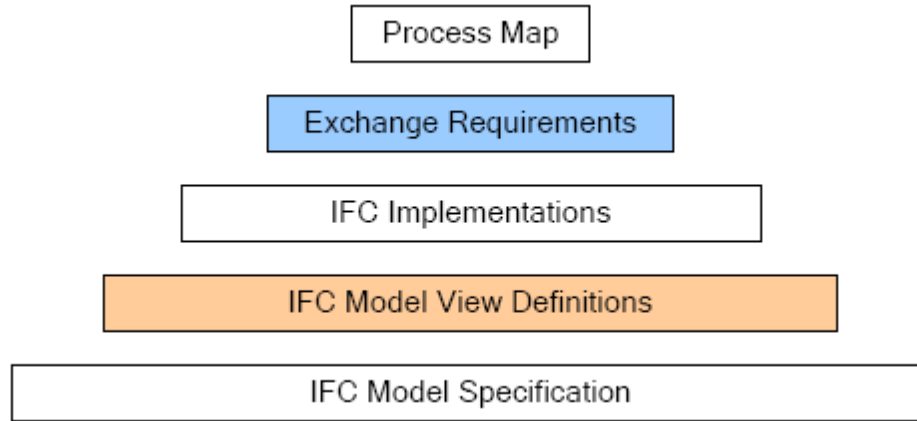 Process Map
Exchange Requirements
IFC Implementations
IFC Model View Definitions
IFC Model Specification